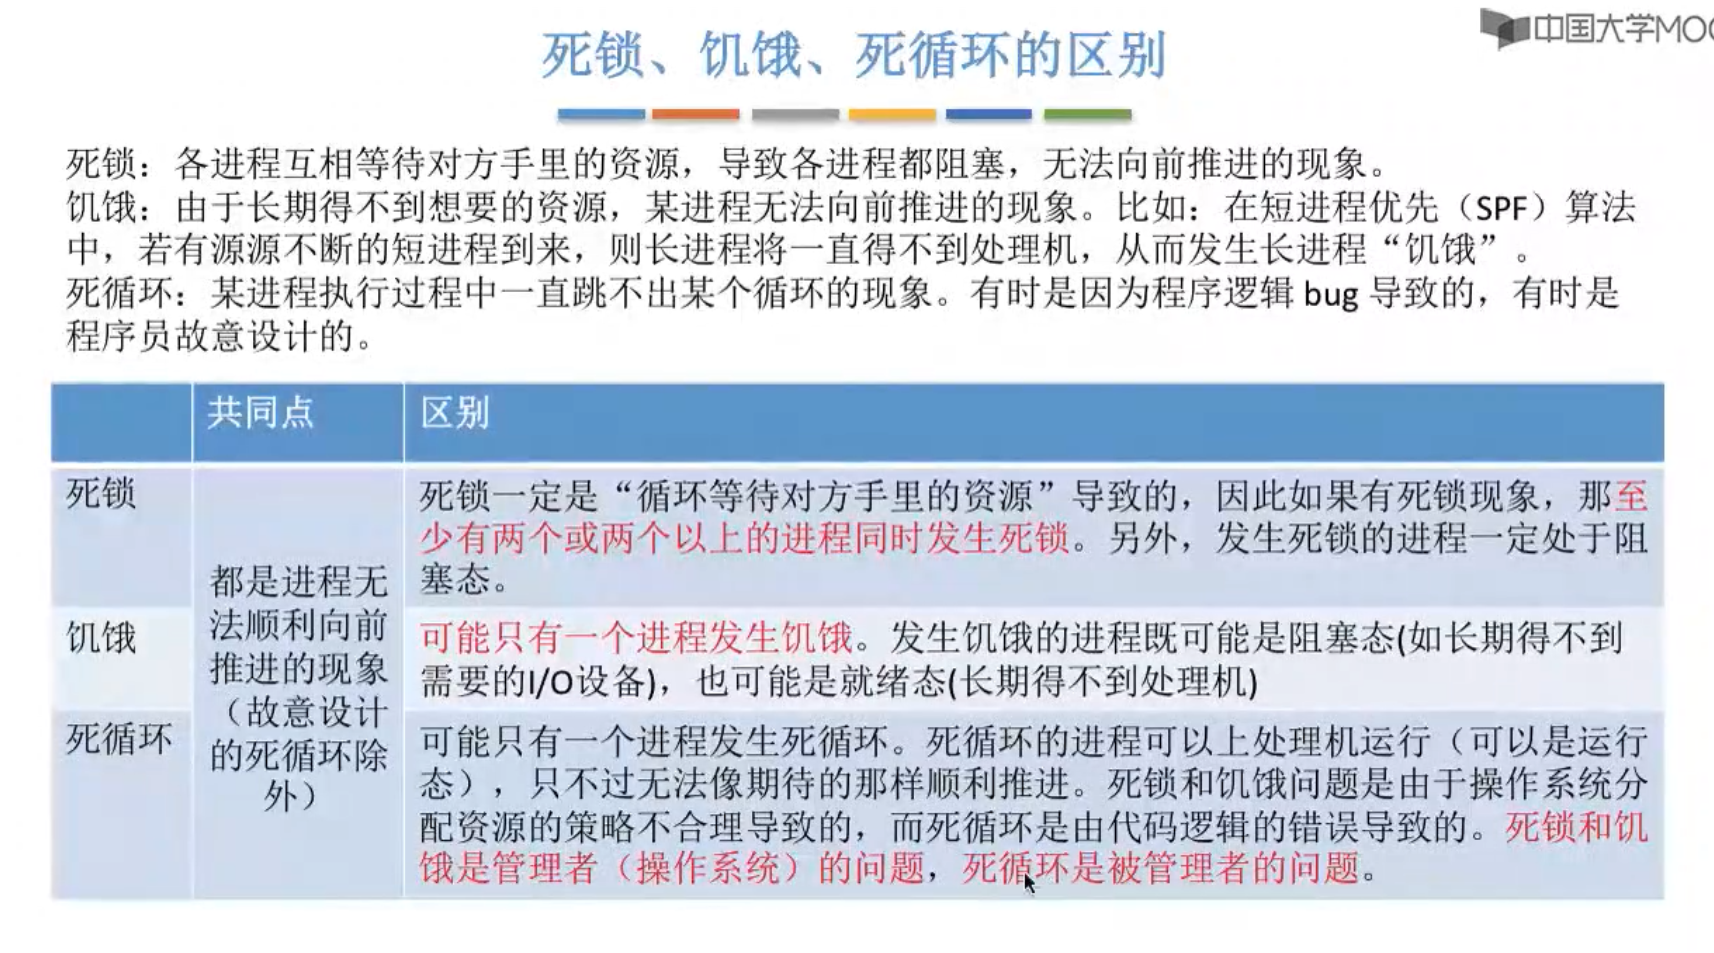 中国大学MOO
死锁、饥饿、死循环的区别
死锁：各进程互相等待对方手里的资源，导致各进程都阻塞，无法向前推进的现象。
饥饿：由于长期得不到想要的资源，某进程无法向前推进的现象。比如：在短进程优先（SPF）算法
中，若有源源不断的短进程到来，则长进程将一直得不到处理机，从而发生长进程“饥饿”。
死循环：某进程执行过程中一直跳不出某个循环的现象。有时是因为程序逻辑 bug 导致的，有时是
程序员故意设计的。
共同点
区别
死锁
死锁一定是“循环等待对方手里的资源”导致的，因此如果有死锁现象，那至
少有两个或两个以上的进程同时发生死锁。另外，发生死锁的进程一定处于阻
塞态。
都是进程无
法顺利向前
推进的现象
（故意设计
的死循环除
外）
饥饿
可能只有一个进程发生饥饿。发生饥饿的进程既可能是阻塞态(如长期得不到
需要的I/O设备)，也可能是就绪态(长期得不到处理机)
死循环
可能只有一个进程发生死循环。死循环的进程可以上处理机运行（可以是运行
态），只不过无法像期待的那样顺利推进。死锁和饥饿问题是由于操作系统分
配资源的策略不合理导致的，而死循环是由代码逻辑的错误导致的。死锁和饥
饿是管理者（操作系统）的问题，死循环是被管理者的问题。